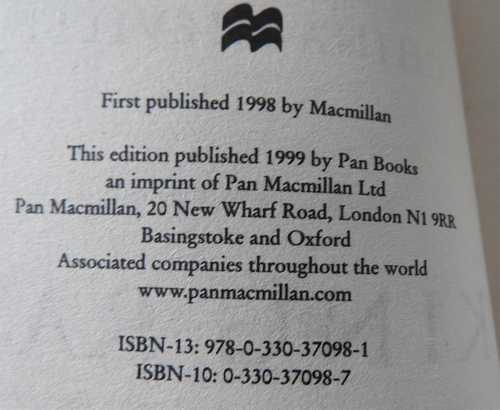 First published 1998 by Macmillan
This edition published 1999 by Pan Books
an imprint of Pan Macmillan Ltd
Pan Macmillan, 20 New Wharf Road, London N1 9RR
Basingstoke and Oxford
Associated companies throughout the world
www.panmacmillan.com
ISBN-13: 978-0-330-37098-1
ISBN-10: 0-330-37098-7